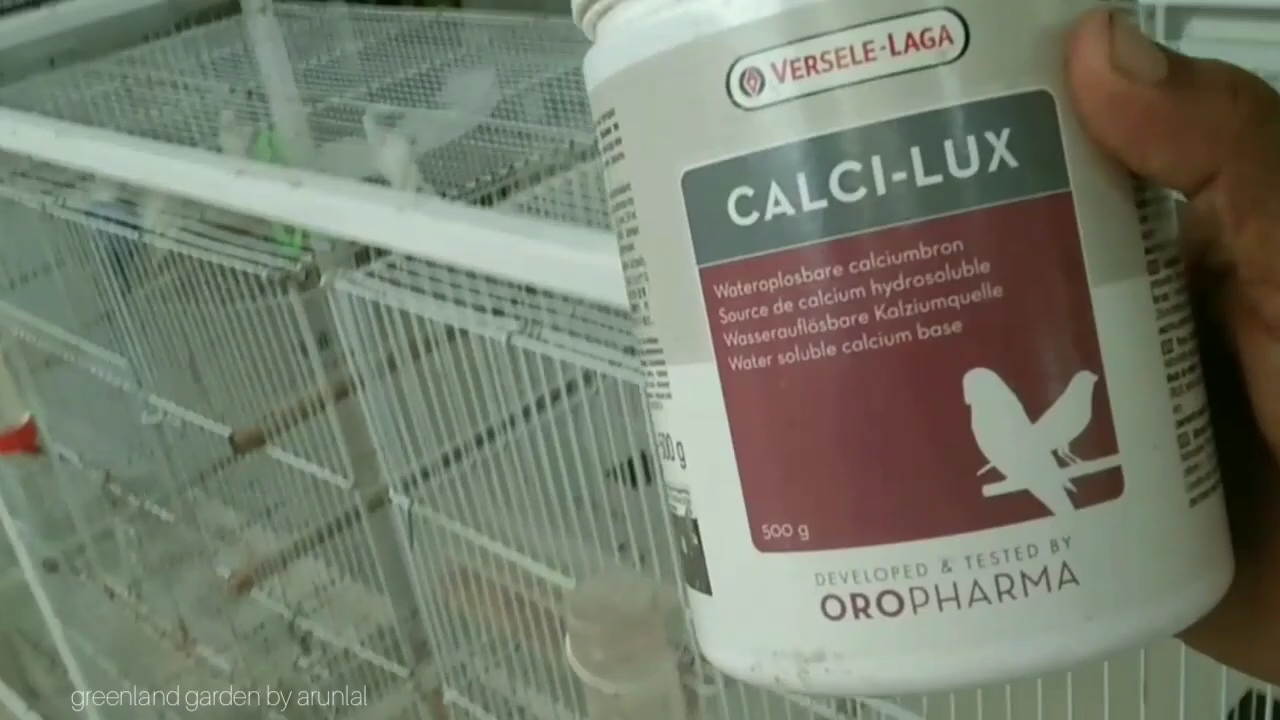 VERSELE-LAGA
CALCI-LUX
Wateroplosbare calciumbron
Source de calcium hydrosoluble
Wasserauflösbare Kalziumquelle
Water soluble calcium base
500 g
DEVELOPED & TESTED BY
OROPHARMA
greenland garden by arunlal